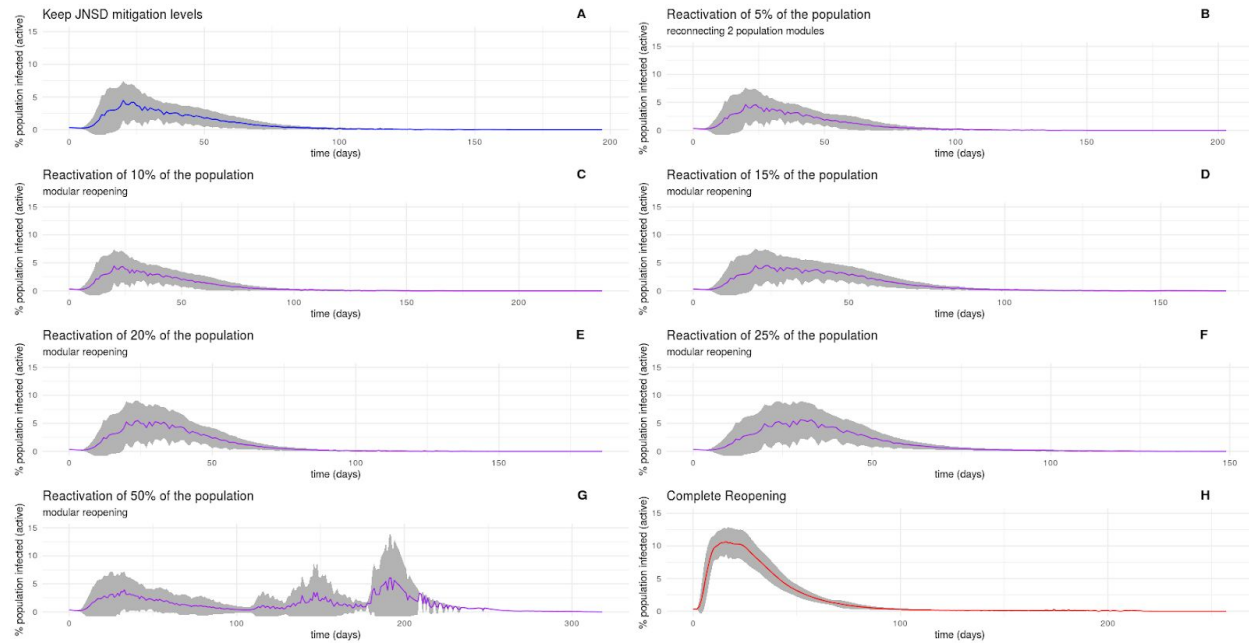 Keep JNSD mitigation levels A
% population infected (active)
15
10
5
0
0 50 100 150 200
time (days)
Reactivation of 5% of the population B
reconnecting 2 population modules
% population infected (active)
15
10
5
0
0 50 100 150 200
time (days)
Reactivation of 10% of the population C
modular reopening
% population infected (active)
15
10
5
0
0 50 100 150 200
time (days)
Reactivation of 15% of the population D
modular reopening
% population infected (active)
15
10
5
0
0 50 100 150
time (days)
Reactivation of 20% of the population E
modular reopening
% population infected (active)
15
10
5
0
0 50 100 150
time (days)
Reactivation of 25% of the population F
modular reopening
% population infected (active)
15
10
5
0
0 50 100 150
time (days)
Reactivation of 50% of the population G
modular reopening
% population infected (active)
15
10
5
0
0 100 200 300
time (days)
Complete Reopening H
% population infected (active)
15
10
5
0
0 100 200
time (days)